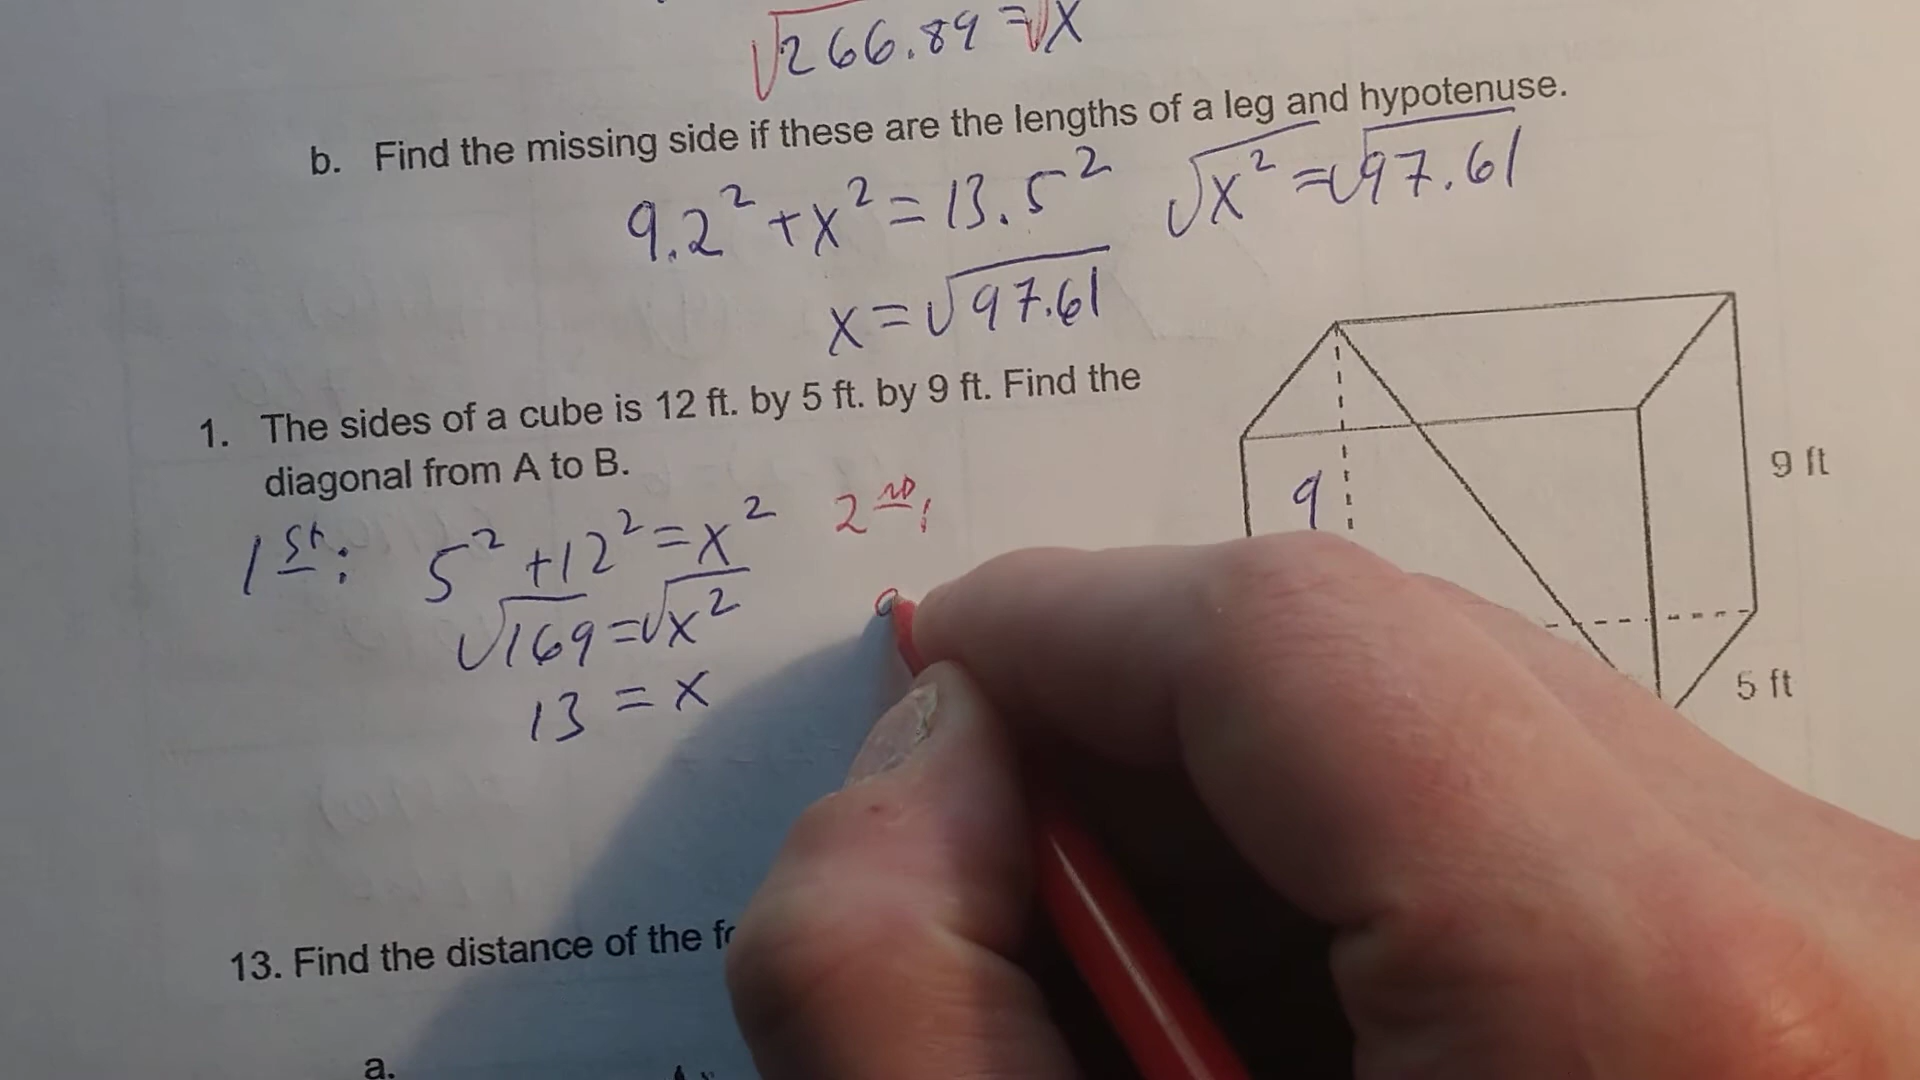 √266.89 = √x
b. Find the missing side if these are the lengths of a leg and hypotenuse.
9.2² + x² = 13.5²
√x² = √97.61
x = √97.61
1. The sides of a cube is 12 ft. by 5 ft. by 9 ft. Find the
diagonal from A to B.
1st: 5² + 12² = x²
√169 = √x²
13 = x
2nd:
9
9
9 ft
5 ft
13. Find the distance of the
a.